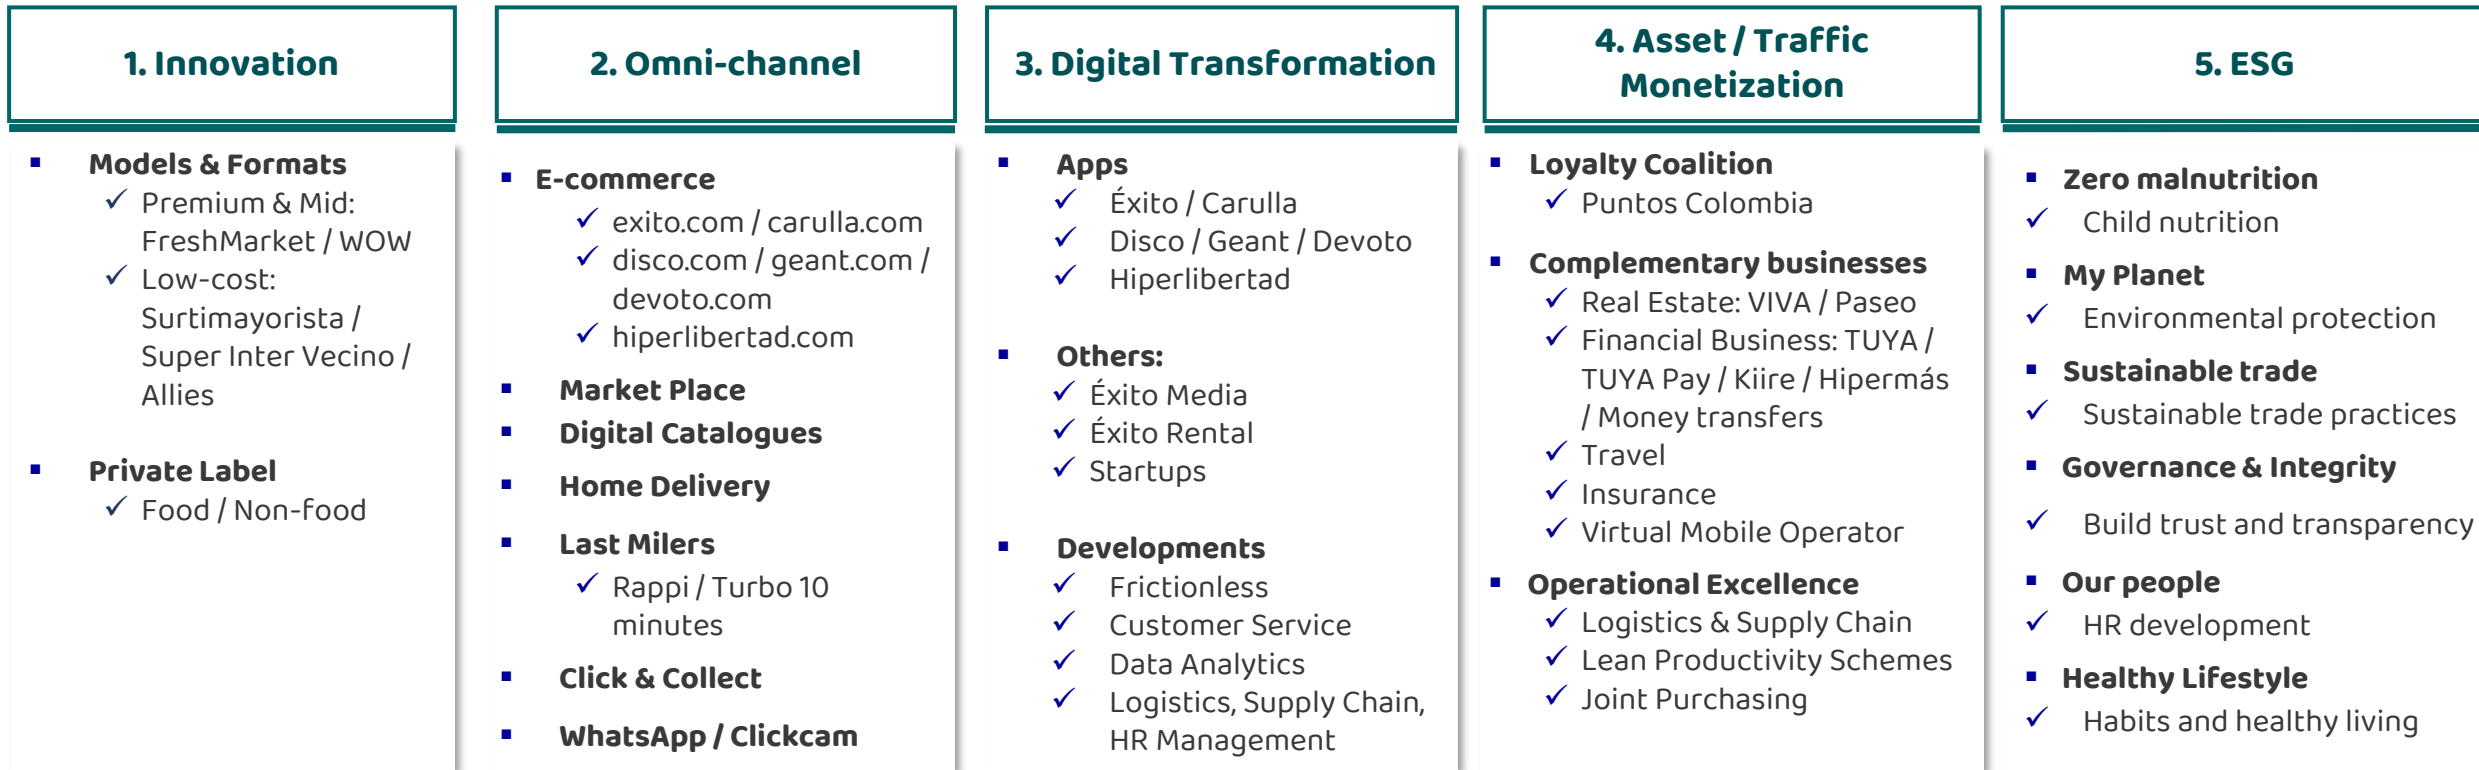 1. Innovation
Models & Formats
Premium & Mid:
FreshMarket / WOW
Low-cost:
Surtimayorista /
Super Inter Vecino /
Allies
Private Label
Food / Non-food
2. Omni-channel
E-commerce
exito.com / carulla.com
disco.com / geant.com /
devoto.com
hiperlibertad.com
Market Place
Digital Catalogues
Home Delivery
Last Milers
Rappi / Turbo 10
minutes
Click & Collect
WhatsApp / Clickcam
3. Digital Transformation
Apps
Éxito / Carulla
Disco / Geant / Devoto
Hiperlibertad
Others:
Éxito Media
Éxito Rental
Startups
Developments
Frictionless
Customer Service
Data Analytics
Logistics, Supply Chain,
HR Management
4. Asset / Traffic
Monetization
Loyalty Coalition
Puntos Colombia
Complementary businesses
Real Estate: VIVA / Paseo
Financial Business: TUYA /
TUYA Pay / Kiire / Hipermás
/ Money transfers
Travel
Insurance
Virtual Mobile Operator
Operational Excellence
Logistics & Supply Chain
Lean Productivity Schemes
Joint Purchasing
5. ESG
Zero malnutrition
Child nutrition
My Planet
Environmental protection
Sustainable trade
Sustainable trade practices
Governance & Integrity
Build trust and transparency
Our people
HR development
Healthy Lifestyle
Habits and healthy living